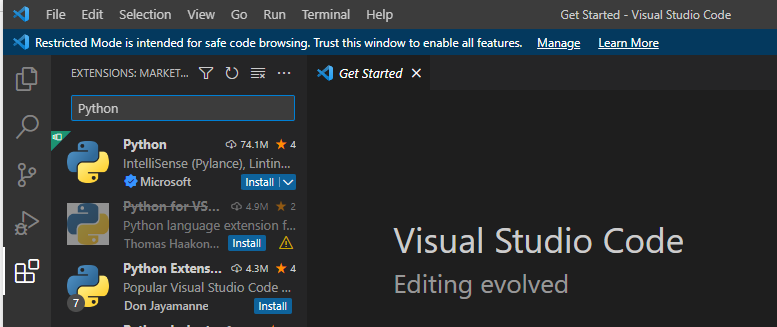 File Edit Selection View Go Run Terminal Help Get Started - Visual Studio Code
Restricted Mode is intended for safe code browsing. Trust this window to enable all features. Manage Learn More
EXTENSIONS: MARKET... ···
Get Started
Python
Python 74.1M 4
IntelliSense (Pylance), Lintin...
Microsoft Install
Python for VS... 4.9M 2
Python language extension f...
Thomas Haakon... Install
Python Extens... 4.3M 4
Popular Visual Studio Code ...
7 Don Jayamanne Install
Visual Studio Code
Editing evolved